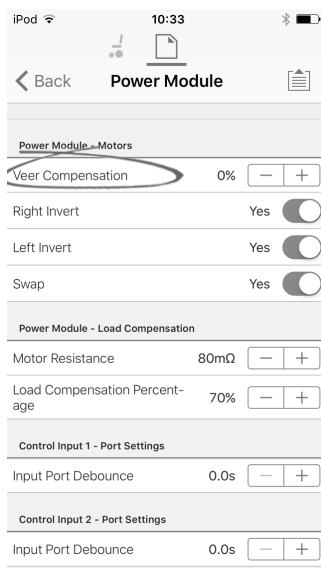 iPod 10:33
Back Power Module
Power Module - Motors
Veer Compensation 0% − +
Right Invert Yes
Left Invert Yes
Swap Yes
Power Module - Load Compensation
Motor Resistance 80mΩ − +
Load Compensation Percent-
age 70% − +
Control Input 1 - Port Settings
Input Port Debounce 0.0s − +
Control Input 2 - Port Settings
Input Port Debounce 0.0s − +